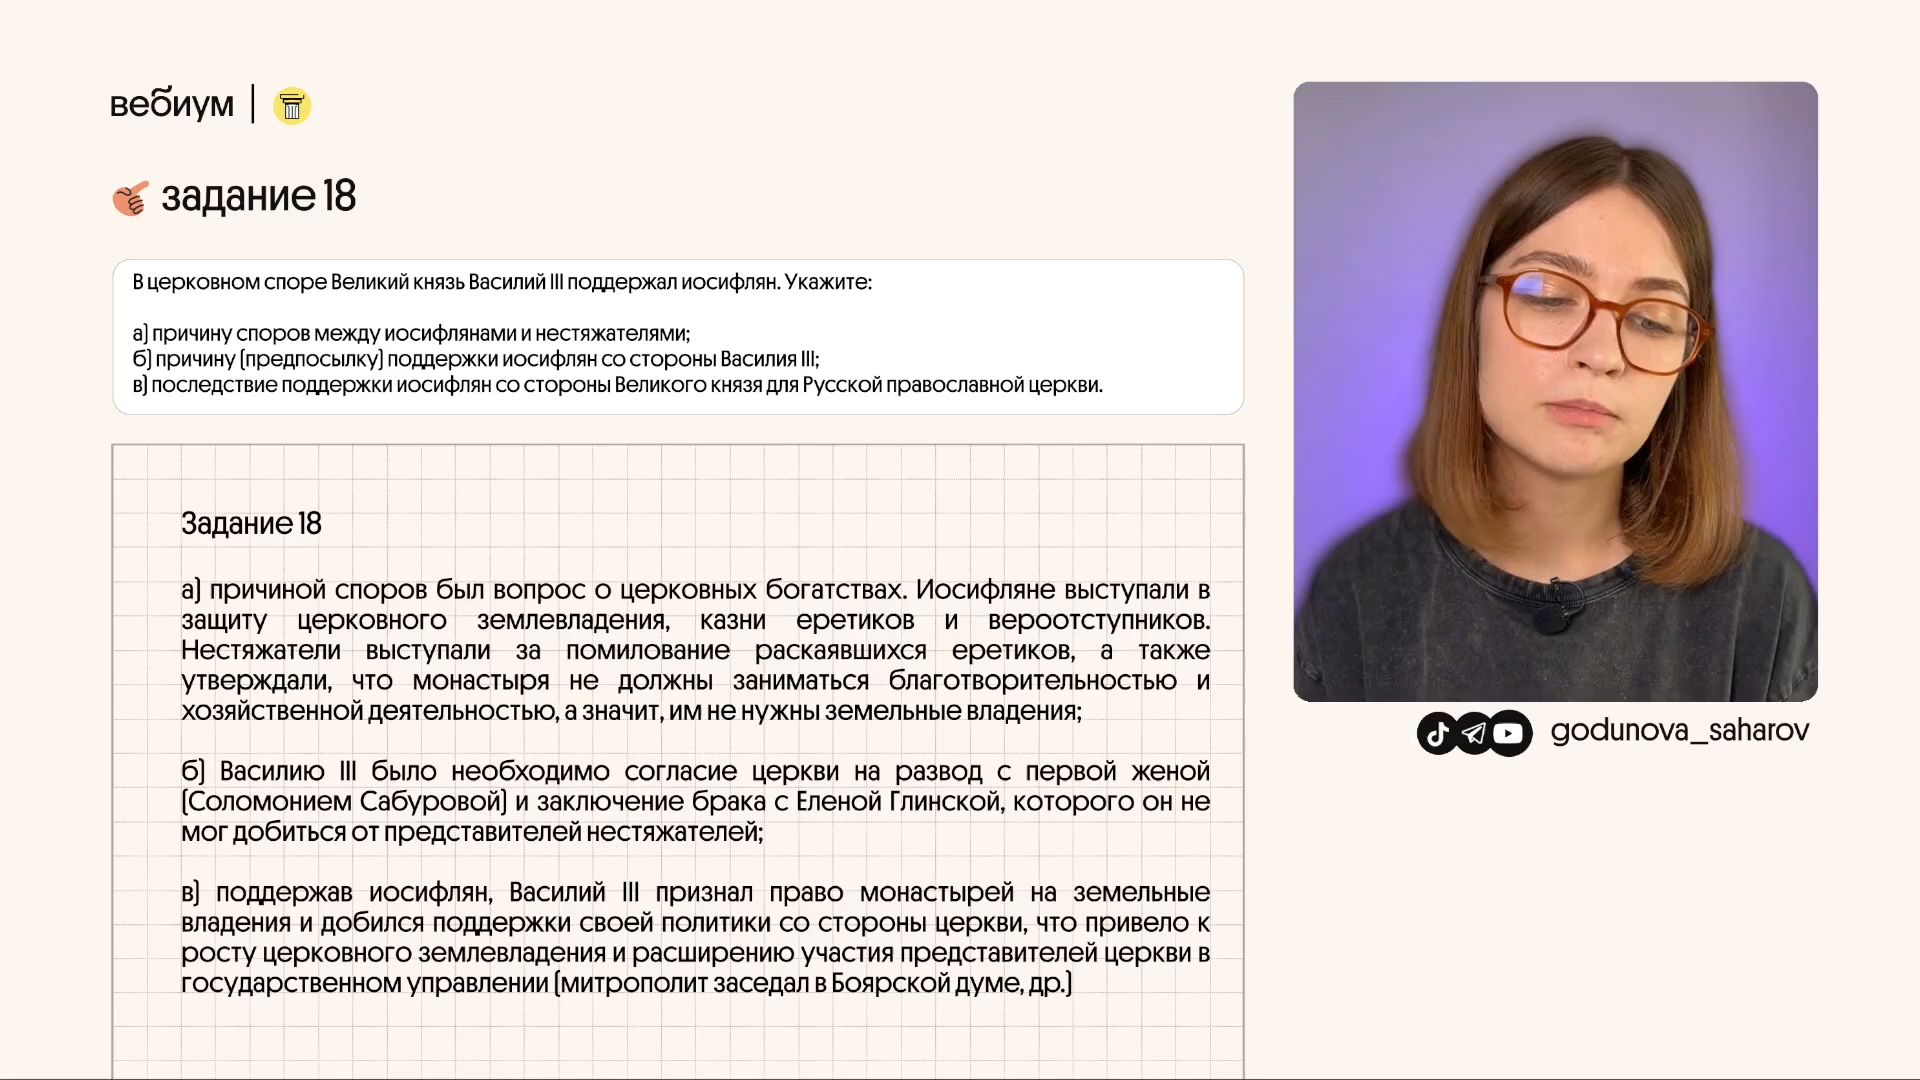 вебиум
задание 18
В церковном споре Великий князь Василий III поддержал иосифлян. Укажите:
а) причину споров между иосифлянами и нестяжателями;
б) причину (предпосылку) поддержки иосифлян со стороны Василия III;
в) последствие поддержки иосифлян со стороны Великого князя для Русской православной церкви.
Задание 18
а) причиной споров был вопрос о церковных богатствах. Иосифляне выступали в
защиту церковного землевладения, казни еретиков и вероотступников.
Нестяжатели выступали за помилование раскаявшихся еретиков, а также
утверждали, что монастыря не должны заниматься благотворительностью и
хозяйственной деятельностью, а значит, им не нужны земельные владения;
б) Василию III было необходимо согласие церкви на развод с первой женой
(Соломонием Сабуровой) и заключение брака с Еленой Глинской, которого он не
мог добиться от представителей нестяжателей;
в) поддержав иосифлян, Василий III признал право монастырей на земельные
владения и добился поддержки своей политики со стороны церкви, что привело к
росту церковного землевладения и расширению участия представителей церкви в
государственном управлении (митрополит заседал в Боярской думе, др.)
godunova_saharov